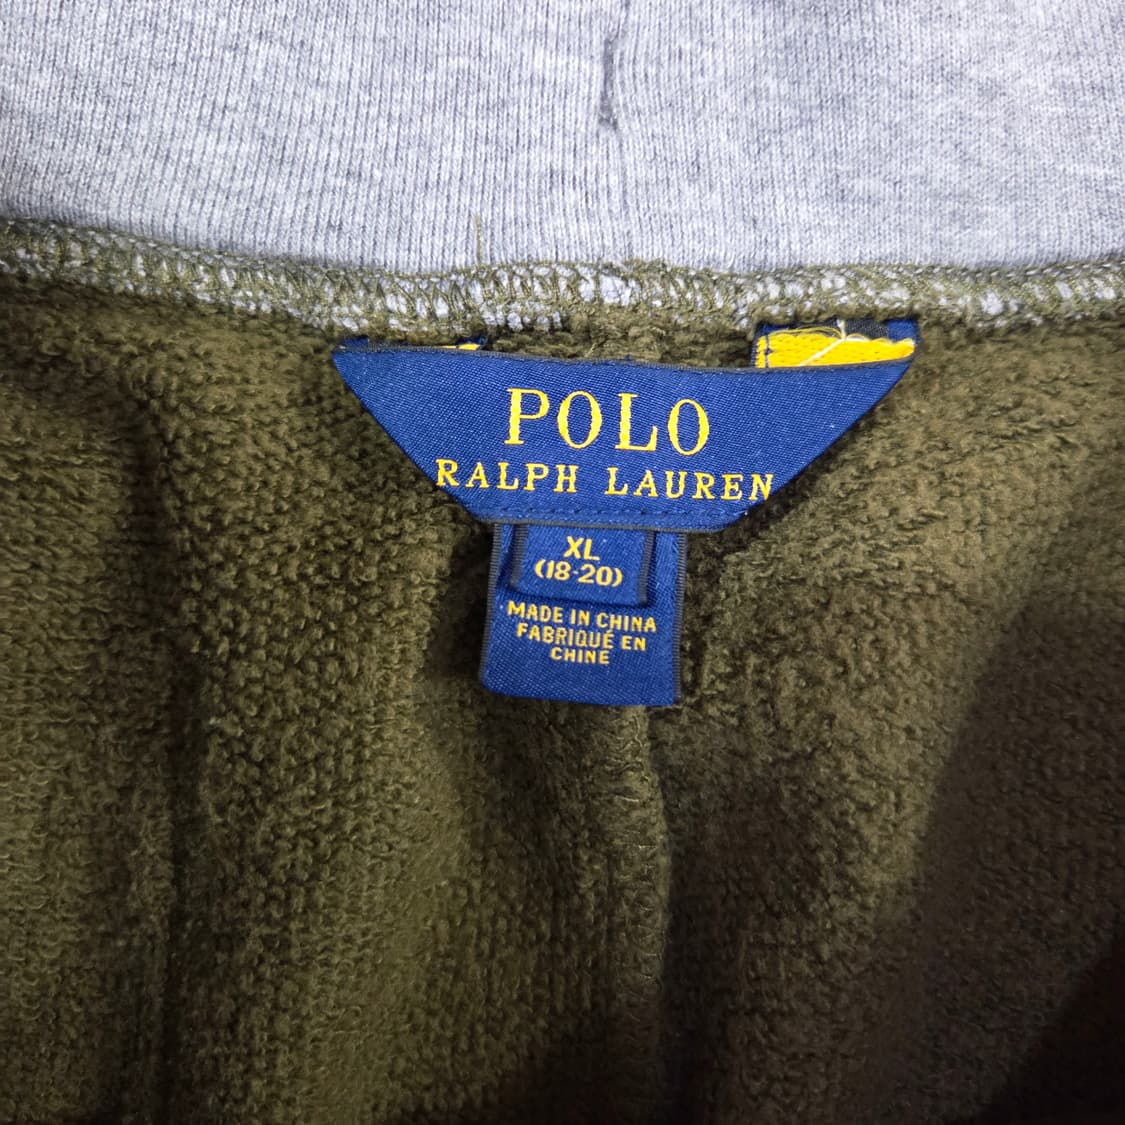 POLO
RALPH LAUREN
XL
(18-20)
MADE IN CHINA
FABRIQUÉ EN
CHINE